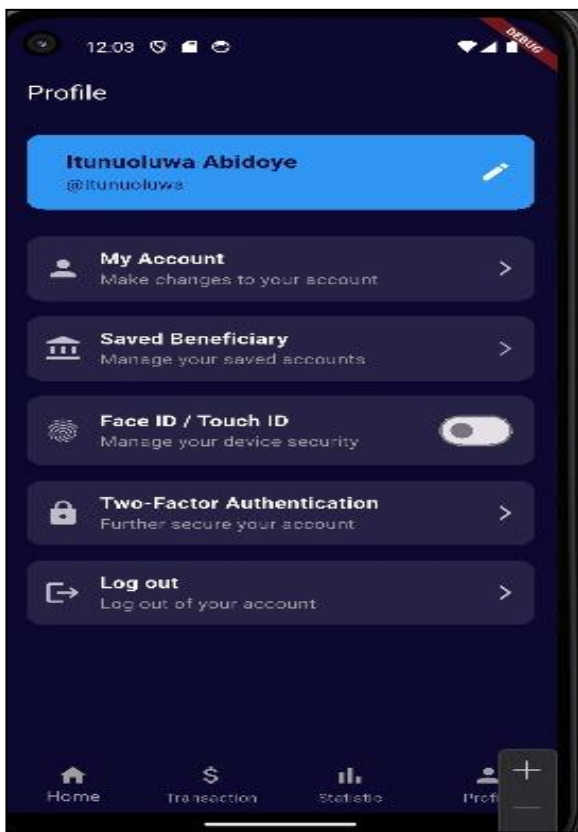 12:03
DEBUG
Profile
Itunuoluwa Abidoye
@Itunuoluwa
My Account
Make changes to your account
Saved Beneficiary
Manage your saved accounts
Face ID / Touch ID
Manage your device security
Two-Factor Authentication
Further secure your account
Log out
Log out of your account
Home Transaction Statistic Profi